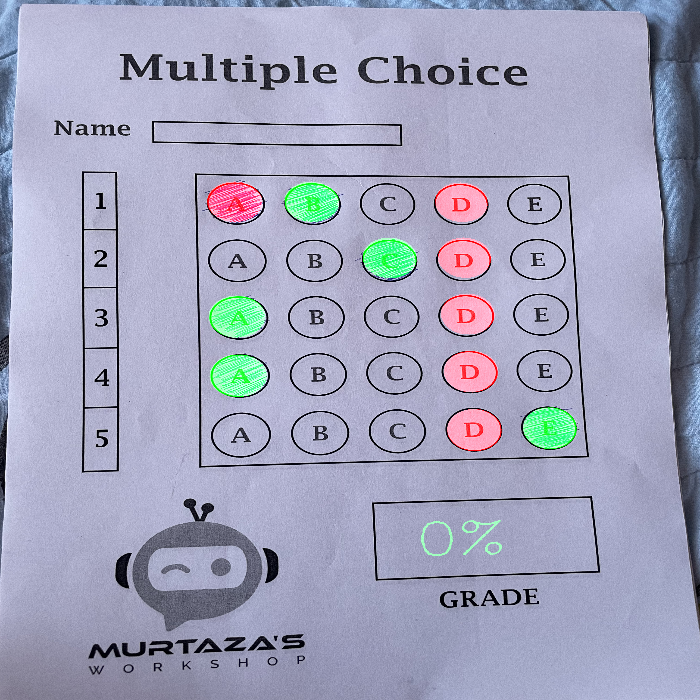 Multiple Choice
Name
1 A B C D E
2 A B C D E
3 A B C D E
4 A B C D E
5 A B C D E
0%
GRADE
MURTAZA'S
WORKSHOP